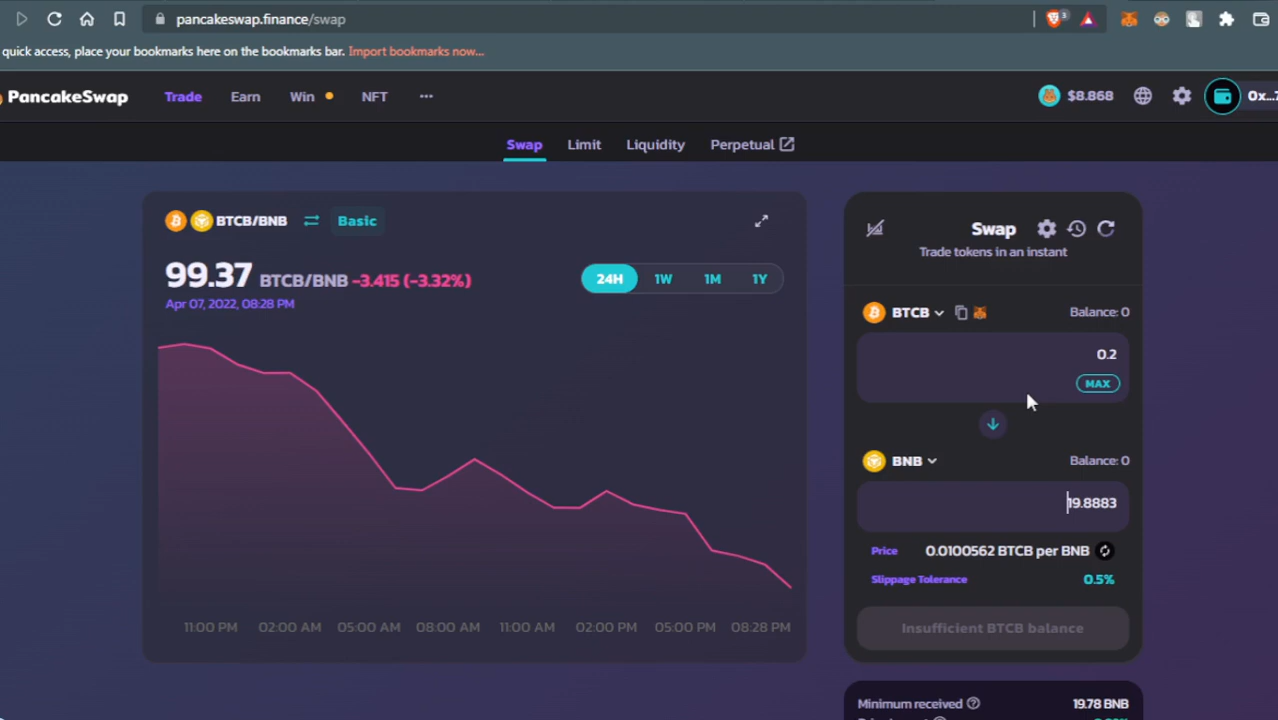 pancakeswap.finance/swap
3
quick access, place your bookmarks here on the bookmarks bar. Import bookmarks now...
PancakeSwap Trade Earn Win NFT ... $8.868 0x...7
Swap Limit Liquidity Perpetual
BTCB/BNB Basic
99.37 BTCB/BNB -3.415 (-3.32%)
Apr 07, 2022, 08:28 PM
24H 1W 1M 1Y
11:00 PM 02:00 AM 05:00 AM 08:00 AM 11:00 AM 02:00 PM 05:00 PM 08:28 PM
Swap
Trade tokens in an instant
BTCB Balance: 0
0.2
MAX
BNB Balance: 0
19.8883
Price 0.0100562 BTCB per BNB
Slippage Tolerance 0.5%
Insufficient BTCB balance
Minimum received 19.78 BNB